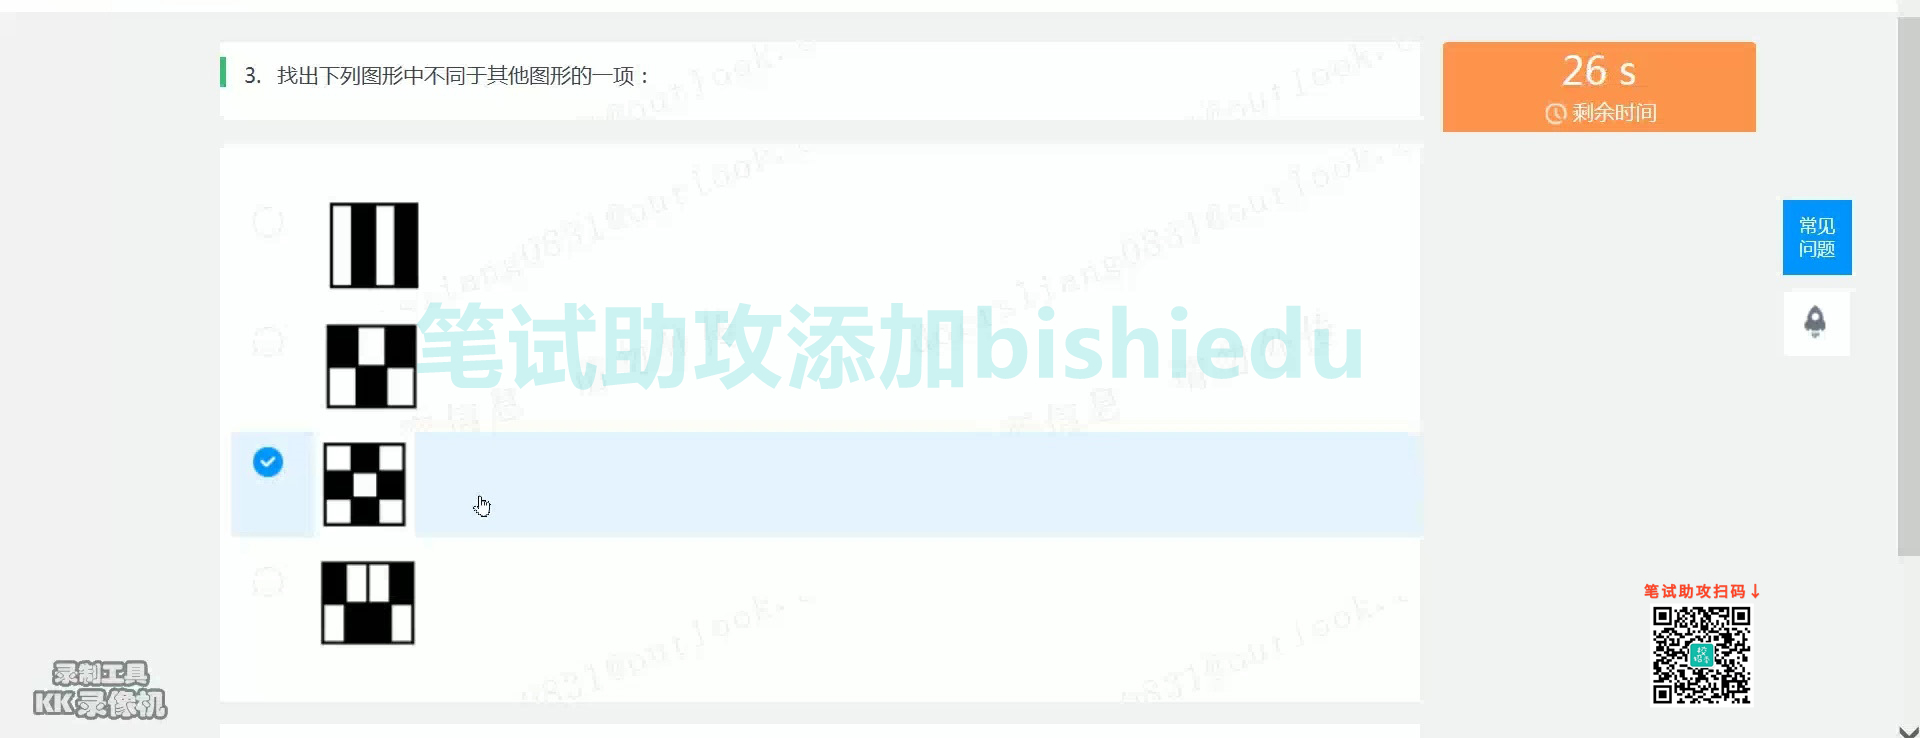 3. 找出下列图形中不同于其他图形的一项：
26 s
剩余时间
常见
问题
笔试助攻添加bishiedu
笔试助攻扫码↓
录制工具
KK录像机